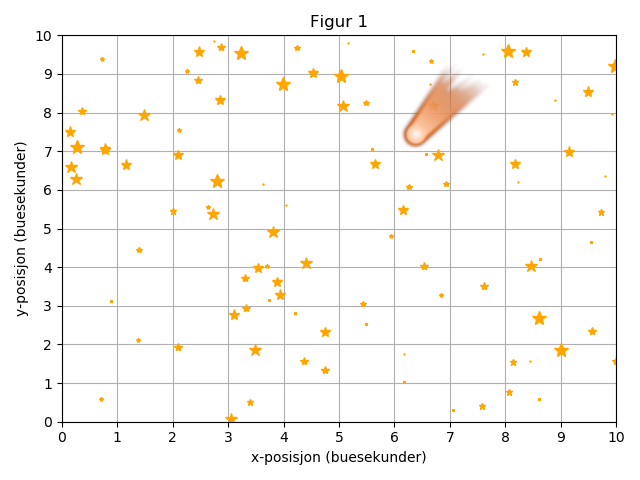 Figur 1
10
9
8
7
6
5
4
3
2
1
0
y-posisjon (buesekunder)
0 1 2 3 4 5 6 7 8 9 10
x-posisjon (buesekunder)